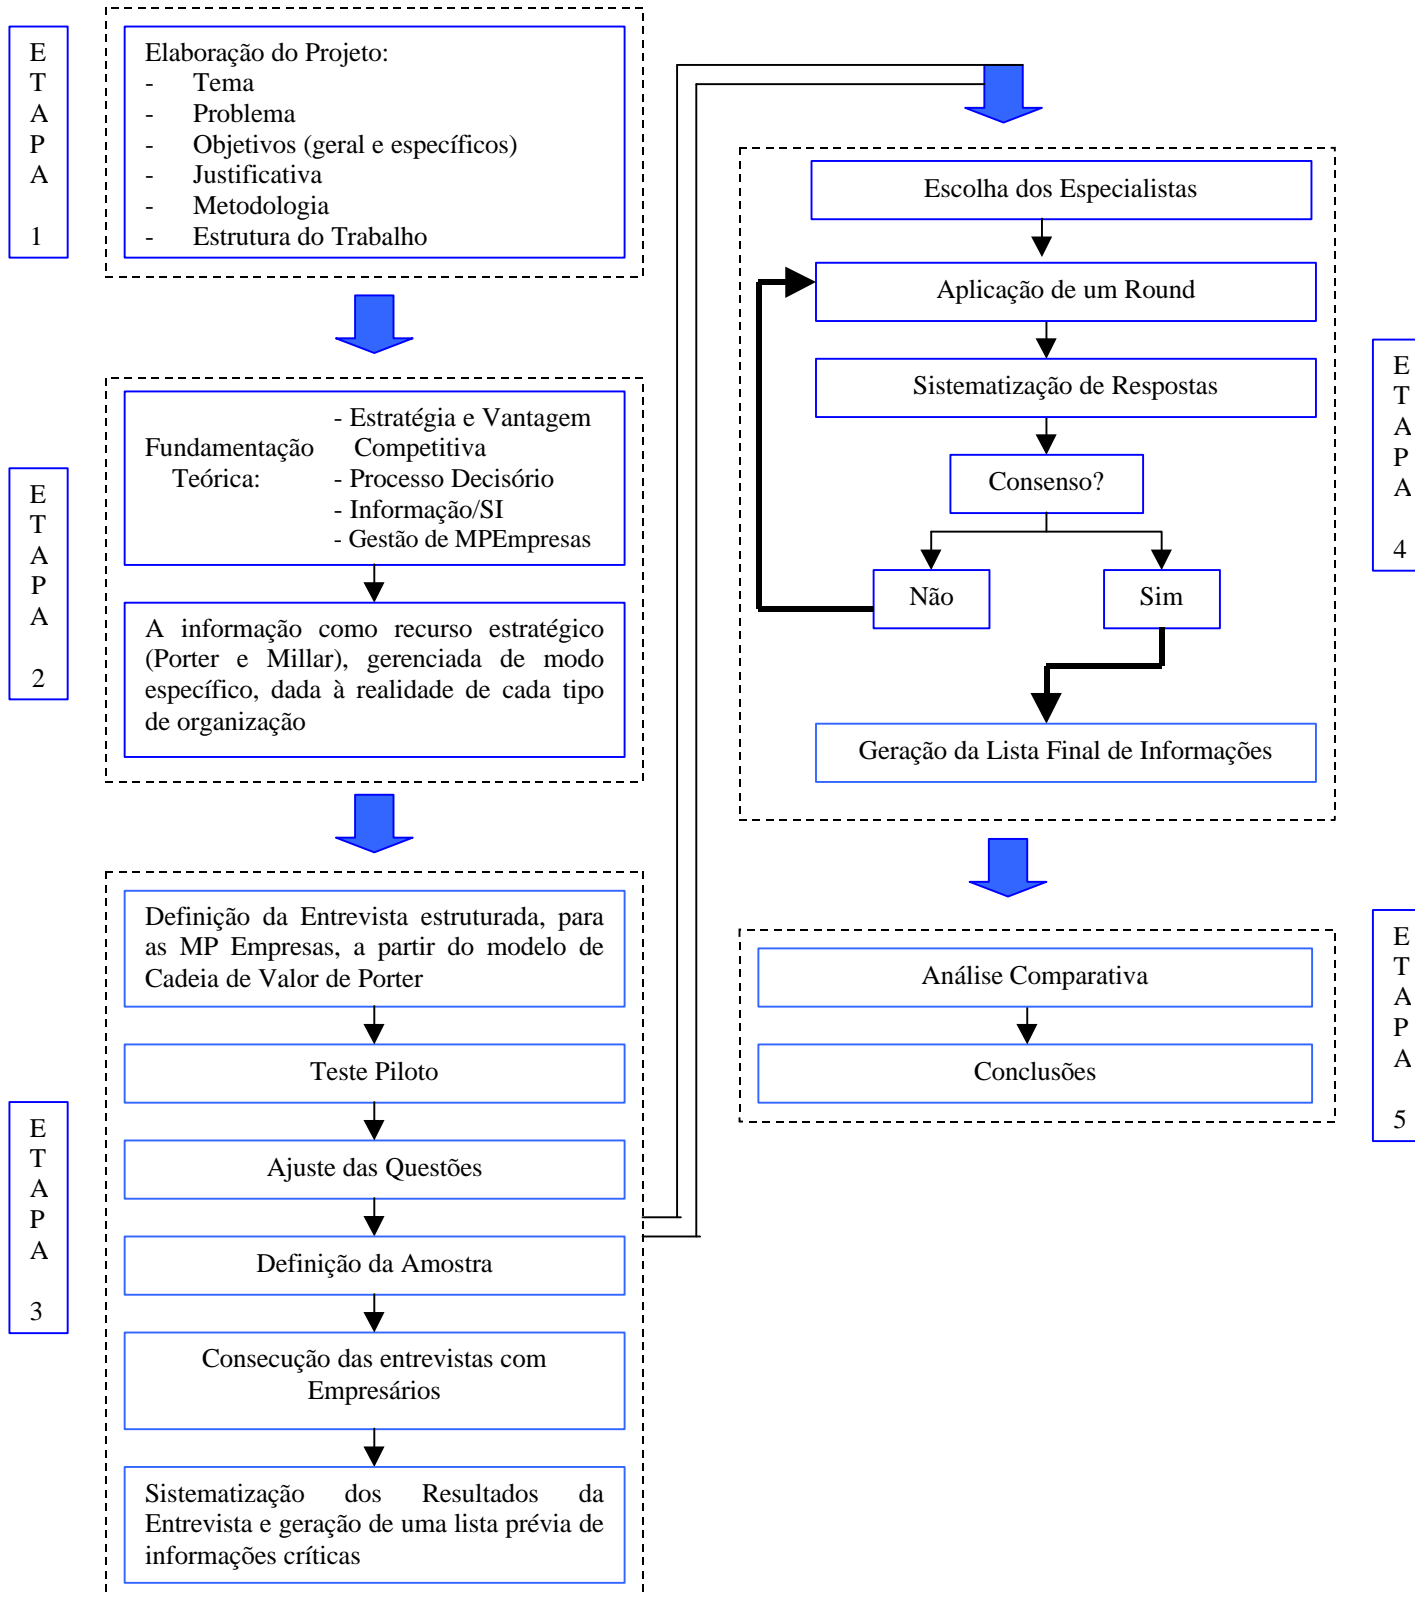 E
T
A
P
A
1
Elaboração do Projeto:
- Tema
- Problema
- Objetivos (geral e específicos)
- Justificativa
- Metodologia
- Estrutura do Trabalho
E
T
A
P
A
2
Fundamentação
Teórica:
- Estratégia e Vantagem
Competitiva
- Processo Decisório
- Informação/SI
- Gestão de MPEmpresas
A informação como recurso estratégico
(Porter e Millar), gerenciada de modo
específico, dada à realidade de cada tipo
de organização
E
T
A
P
A
3
Definição da Entrevista estruturada, para
as MP Empresas, a partir do modelo de
Cadeia de Valor de Porter
Teste Piloto
Ajuste das Questões
Definição da Amostra
Consecução das entrevistas com
Empresários
Sistematização dos Resultados da
Entrevista e geração de uma lista prévia de
informações críticas
E
T
A
P
A
4
Escolha dos Especialistas
Aplicação de um Round
Sistematização de Respostas
Consenso?
Não
Sim
Geração da Lista Final de Informações
E
T
A
P
A
5
Análise Comparativa
Conclusões